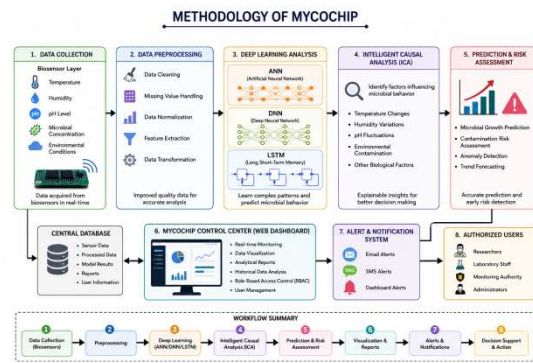 METHODOLOGY OF MYCOCHIP
1. DATA COLLECTION
Biosensor Layer
Temperature
Humidity
pH
pH Level
Microbial
Concentration
Environmental
Conditions
Data acquired from
biosensors in real-time
2. DATA PREPROCESSING
Data Cleaning
Missing Value Handling
Data Normalization
Feature Extraction
Data Transformation
Improved quality data for
accurate analysis
3. DEEP LEARNING ANALYSIS
ANN
(Artificial Neural Network)
DNN
(Deep Neural Network)
LSTM
(Long Short-Term Memory)
Learn complex patterns and
predict microbial behavior
4. INTELLIGENT CAUSAL
ANALYSIS (ICA)
Identify factors influencing
microbial behavior
• Temperature Changes
• Humidity Variations
• pH Fluctuations
• Environmental
Contamination
• Other Biological Factors
Explainable insights for
better decision making
5. PREDICTION & RISK
ASSESSMENT
• Microbial Growth Prediction
• Contamination Risk
Assessment
• Anomaly Detection
• Trend Forecasting
Accurate prediction and
early risk detection
CENTRAL DATABASE
• Sensor Data
• Processed Data
• Model Results
• Reports
• User Information
6. MYCOCHIP CONTROL CENTER (WEB DASHBOARD)
• Real-time Monitoring
• Data Visualization
• Analytical Reports
• Historical Data Analysis
• Role-Based Access Control (RBAC)
• User Management
7. ALERT & NOTIFICATION
SYSTEM
Email Alerts
SMS
SMS Alerts
Dashboard Alerts
8. AUTHORIZED USERS
Researchers
Laboratory Staff
Monitoring Authority
Administrators
WORKFLOW SUMMARY
1
Data Collection
(Biosensors)
2
Preprocessing
3
Deep Learning
(ANN/DNN/LSTM)
4
Intelligent Causal
Analysis (ICA)
5
Prediction & Risk
Assessment
6
Visualization
& Reports
7
Alerts &
Notifications
8
Decision Support
& Action